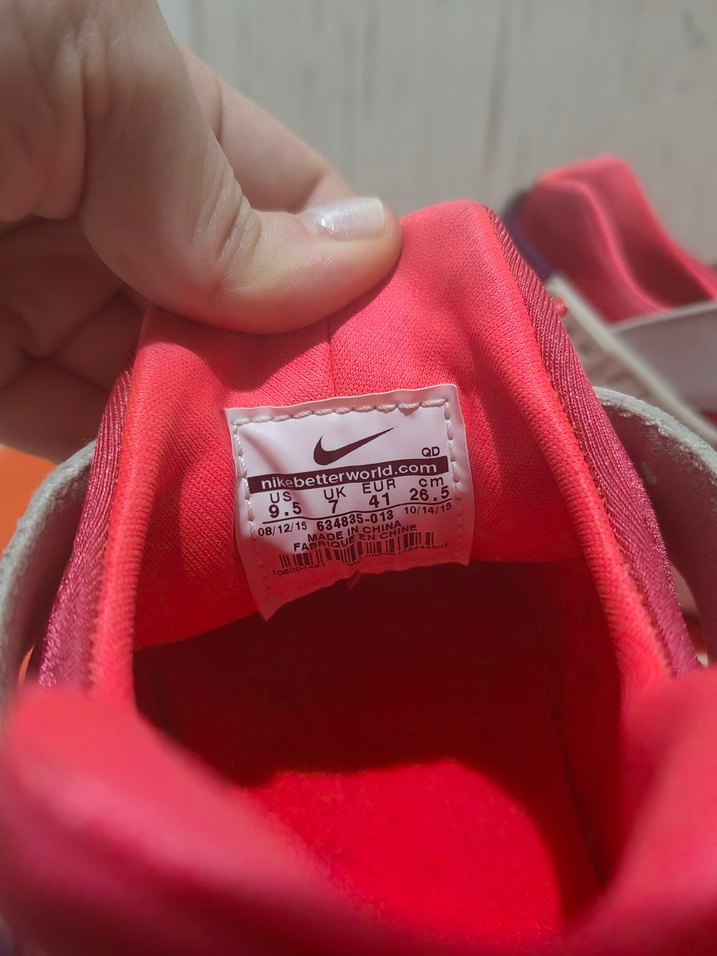 QD
nikebetterworld.com
US UK EUR cm
9.5 7 41 26.5
08/12/15 634835-013 10/14/15
MADE IN CHINA
FABRIQUE EN CHINE